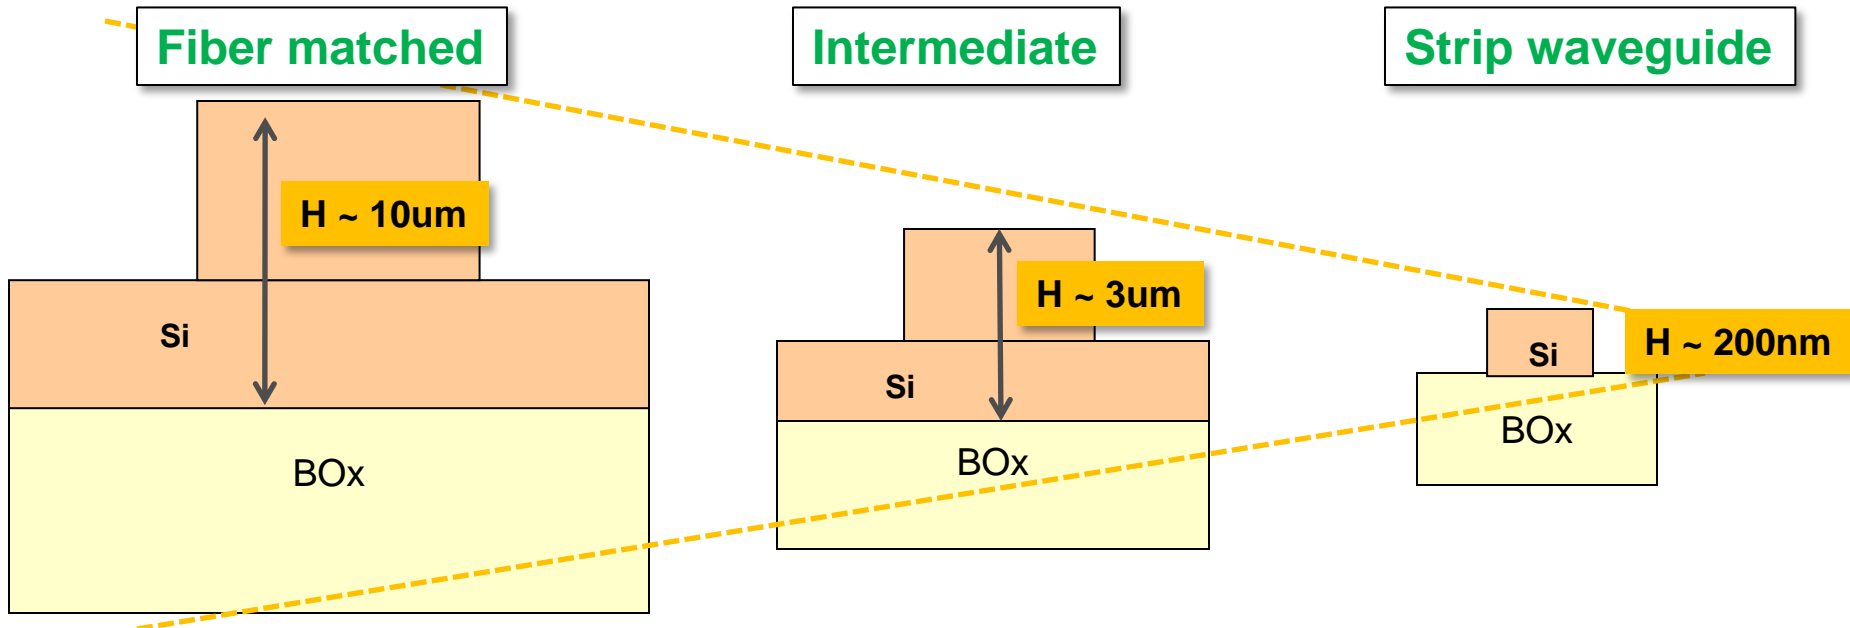 Fiber matched
Intermediate
Strip waveguide
H ~ 10um
Si
BOx
H ~ 3um
Si
BOx
H ~ 200nm
Si
BOx